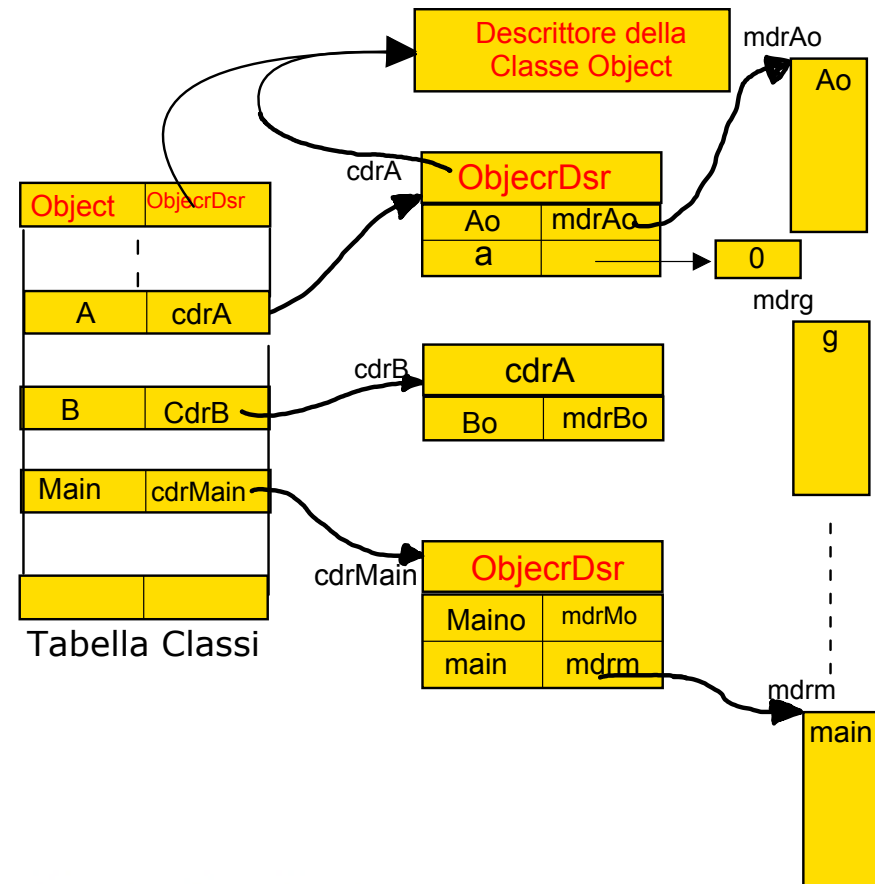 Descrittore della
Classe Object
mdrAo
Ao
cdrA
ObjecrDsr
Object ObjecrDsr
Ao mdrAo
a
0
mdrg
A cdrA
g
cdrB
cdrA
B CdrB
Bo mdrBo
Main cdrMain
cdrMain
ObjecrDsr
Maino mdrMo
Tabella Classi
main mdrm
mdrm
main